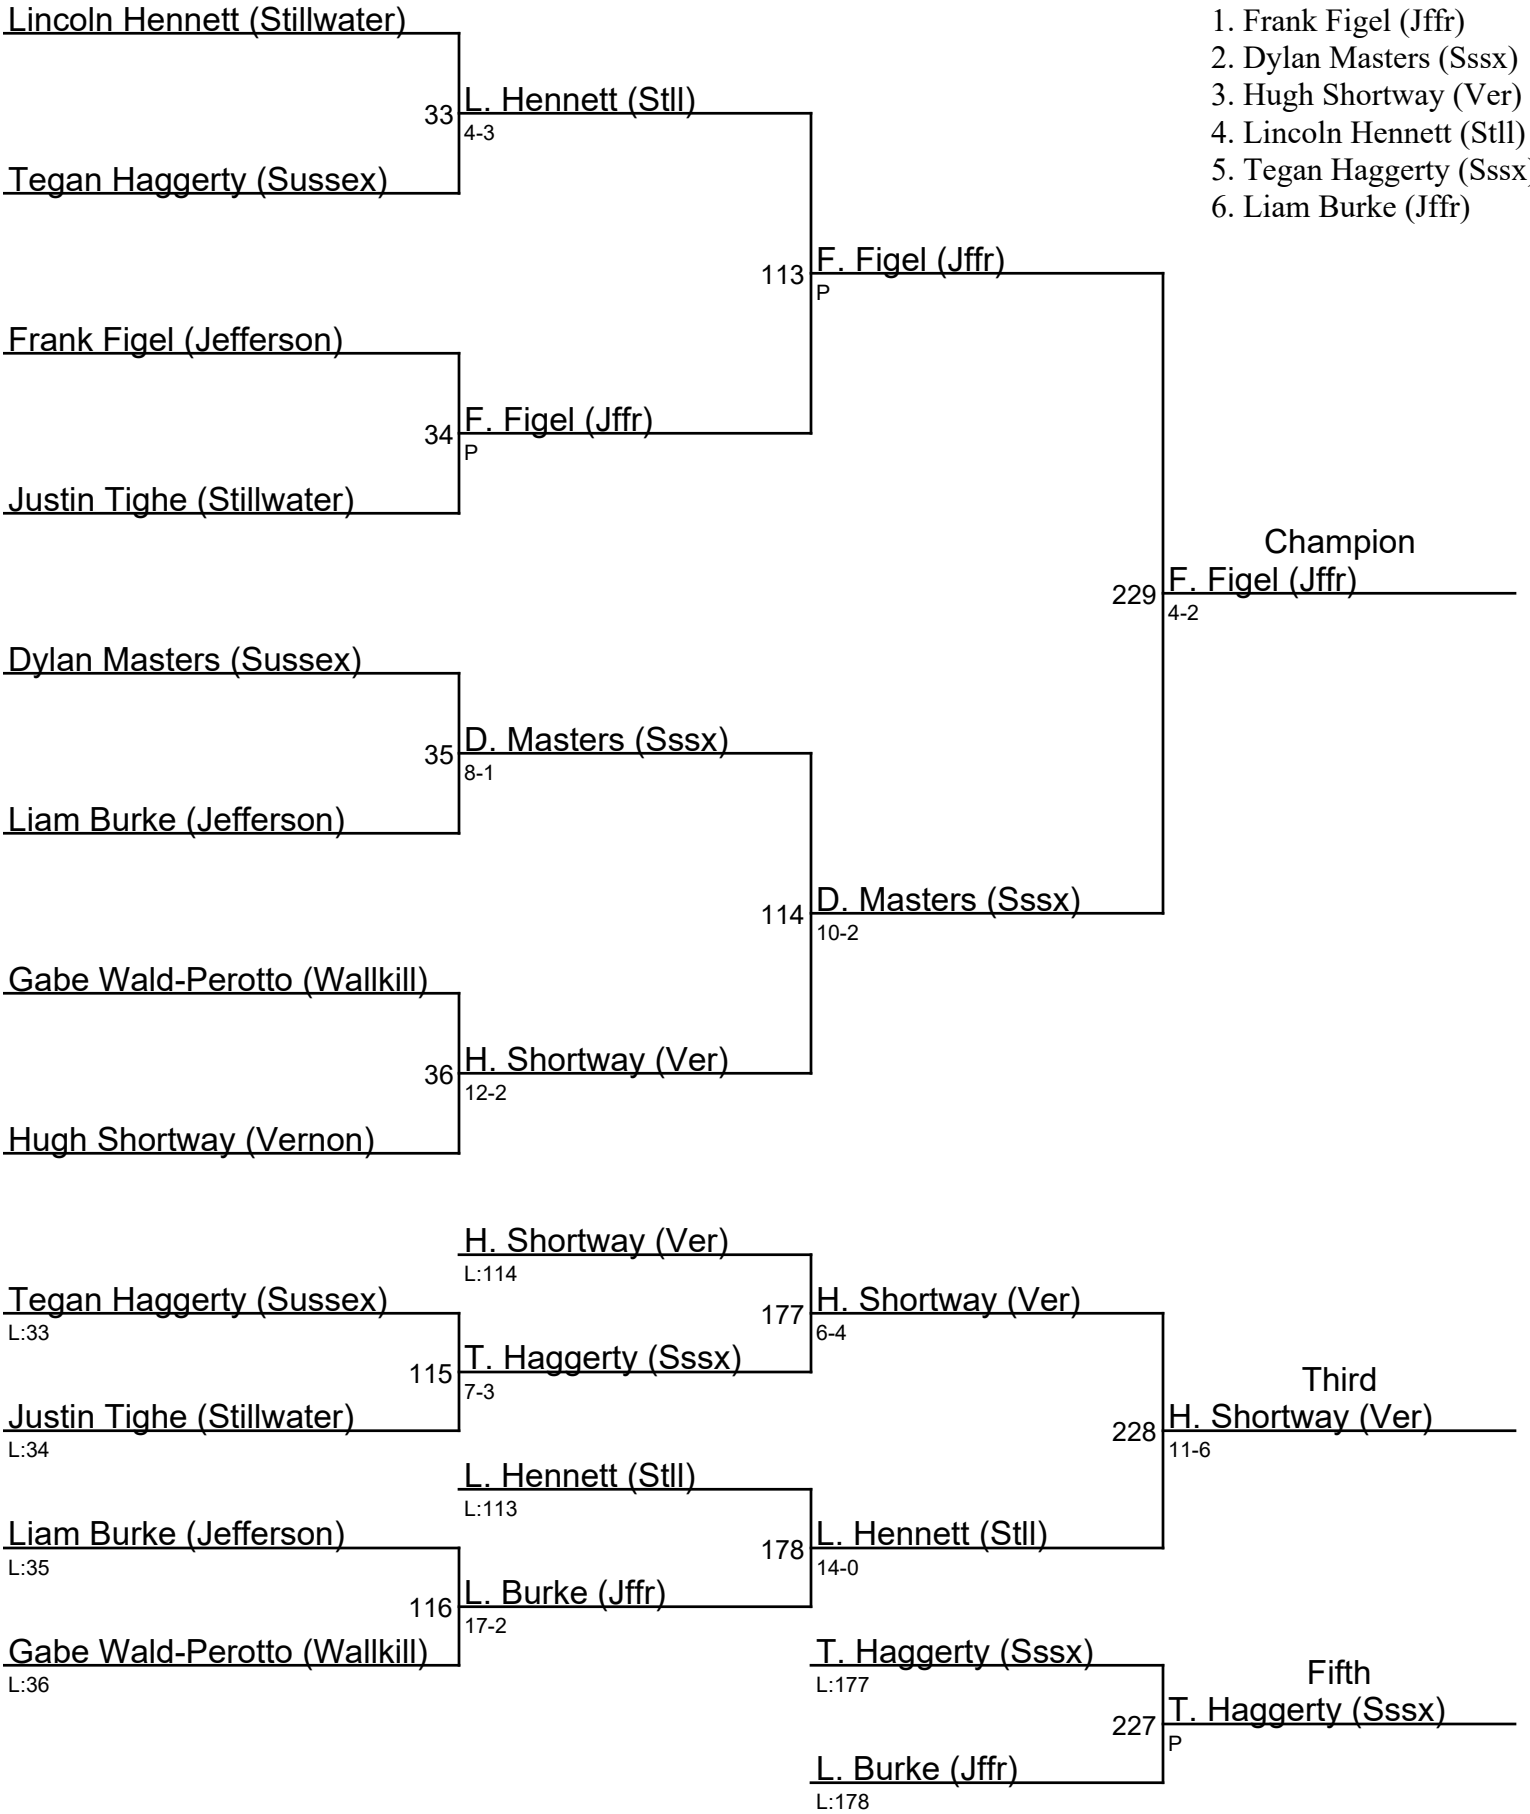 Lincoln Hennett (Stillwater)
1. Frank Figel (Jffr)
2. Dylan Masters (Sssx)
3. Hugh Shortway (Ver)
4. Lincoln Hennett (Stll)
5. Tegan Haggerty (Sssx)
6. Liam Burke (Jffr)
33 L. Hennett (Stll)
4-3
Tegan Haggerty (Sussex)
113 F. Figel (Jffr)
P
Frank Figel (Jefferson)
34 F. Figel (Jffr)
P
Justin Tighe (Stillwater)
Champion
229 F. Figel (Jffr)
4-2
Dylan Masters (Sussex)
35 D. Masters (Sssx)
8-1
Liam Burke (Jefferson)
114 D. Masters (Sssx)
10-2
Gabe Wald-Perotto (Wallkill)
36 H. Shortway (Ver)
12-2
Hugh Shortway (Vernon)
H. Shortway (Ver)
L:114
Tegan Haggerty (Sussex)
L:33
177 H. Shortway (Ver)
6-4
115 T. Haggerty (Sssx)
7-3
Justin Tighe (Stillwater)
L:34
Third
228 H. Shortway (Ver)
11-6
L. Hennett (Stll)
L:113
Liam Burke (Jefferson)
L:35
178 L. Hennett (Stll)
14-0
116 L. Burke (Jffr)
17-2
Gabe Wald-Perotto (Wallkill)
L:36
T. Haggerty (Sssx)
L:177
Fifth
227 T. Haggerty (Sssx)
P
L. Burke (Jffr)
L:178